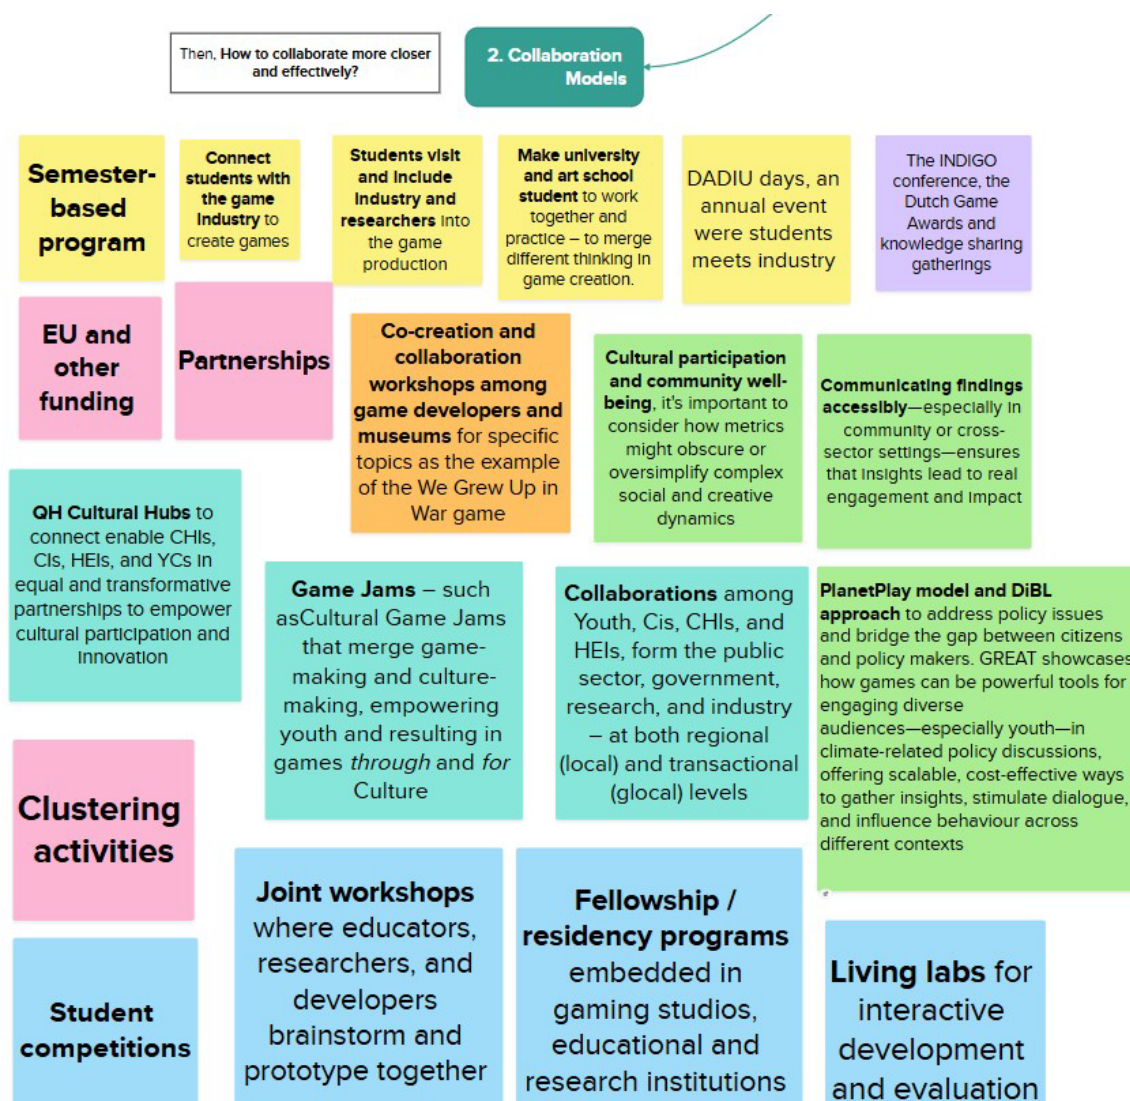 Then, How to collaborate more closer
and effectively?
2. Collaboration
Models
Semester-
based
program
Connect
students with
the game
Industry to
create games
Students visit
and Include
Industry and
researchers into
the game
production
Make university
and art school
student to work
together and
practice – to merge
different thinking in
game creation.
DADIU days, an
annual event
were students
meets industry
The INDIGO
conference, the
Dutch Game
Awards and
knowledge sharing
gatherings
EU and
other
funding
Partnerships
Co-creation and
collaboration
workshops among
game developers and
museums for specific
topics as the example
of the We Grew Up in
War game
Cultural participation
and community well-
being, it's important to
consider how metrics
might obscure or
oversimplify complex
social and creative
dynamics
Communicating findings
accessibly—especially in
community or cross-
sector settings—ensures
that insights lead to real
engagement and impact
QH Cultural Hubs to
connect enable CHIs,
CIs, HEIs, and YCs in
equal and transformative
partnerships to empower
cultural participation and
innovation
Game Jams – such
asCultural Game Jams
that merge game-
making and culture-
making, empowering
youth and resulting in
games through and for
Culture
Collaborations among
Youth, Cis, CHIs, and
HEIs, form the public
sector, government,
research, and industry
– at both regional
(local) and transactional
(glocal) levels
PlanetPlay model and DiBL
approach to address policy issues
and bridge the gap between citizens
and policy makers. GREAT showcases
how games can be powerful tools for
engaging diverse
audiences—especially youth—in
climate-related policy discussions,
offering scalable, cost-effective ways
to gather insights, stimulate dialogue,
and influence behaviour across
different contexts
Clustering
activities
Joint workshops
where educators,
researchers, and
developers
brainstorm and
prototype together
Fellowship /
residency programs
embedded in
gaming studios,
educational and
research institutions
Living labs for
interactive
development
and evaluation
Student
competitions